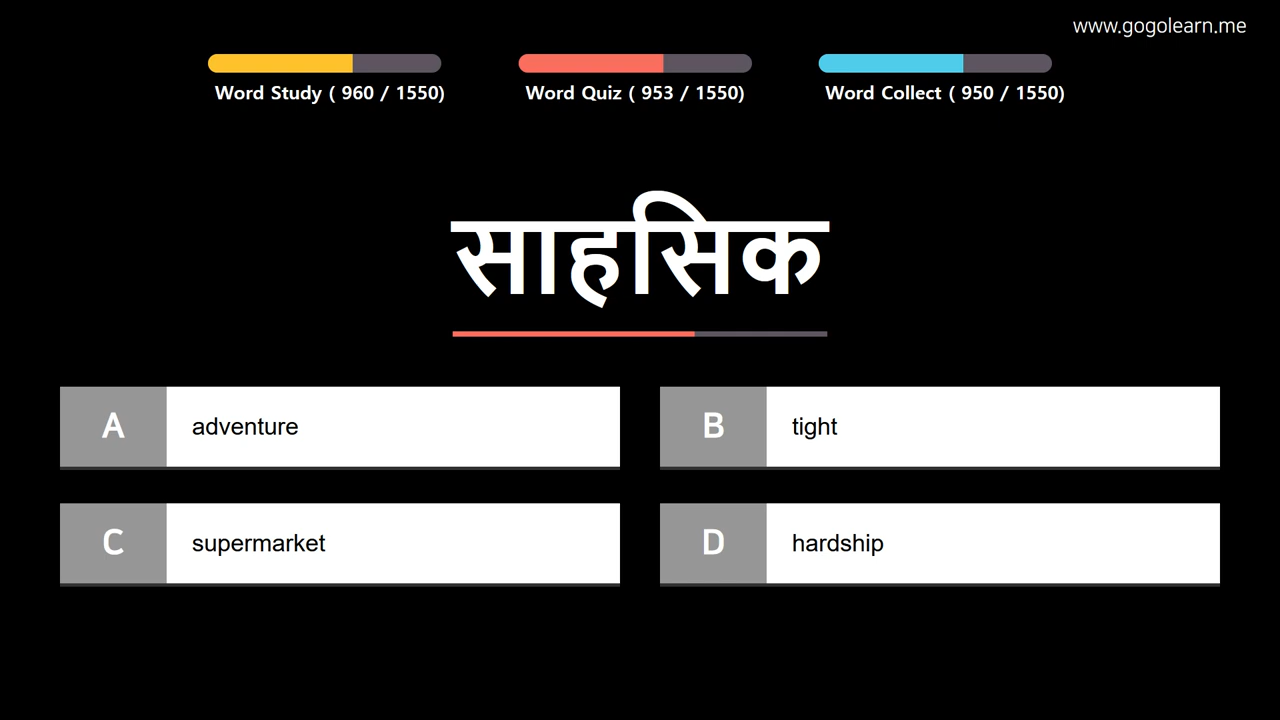 www.gogolearn.me
Word Study ( 960 / 1550)
Word Quiz ( 953 / 1550)
Word Collect ( 950 / 1550)
साहसिक
A adventure
B tight
C supermarket
D hardship